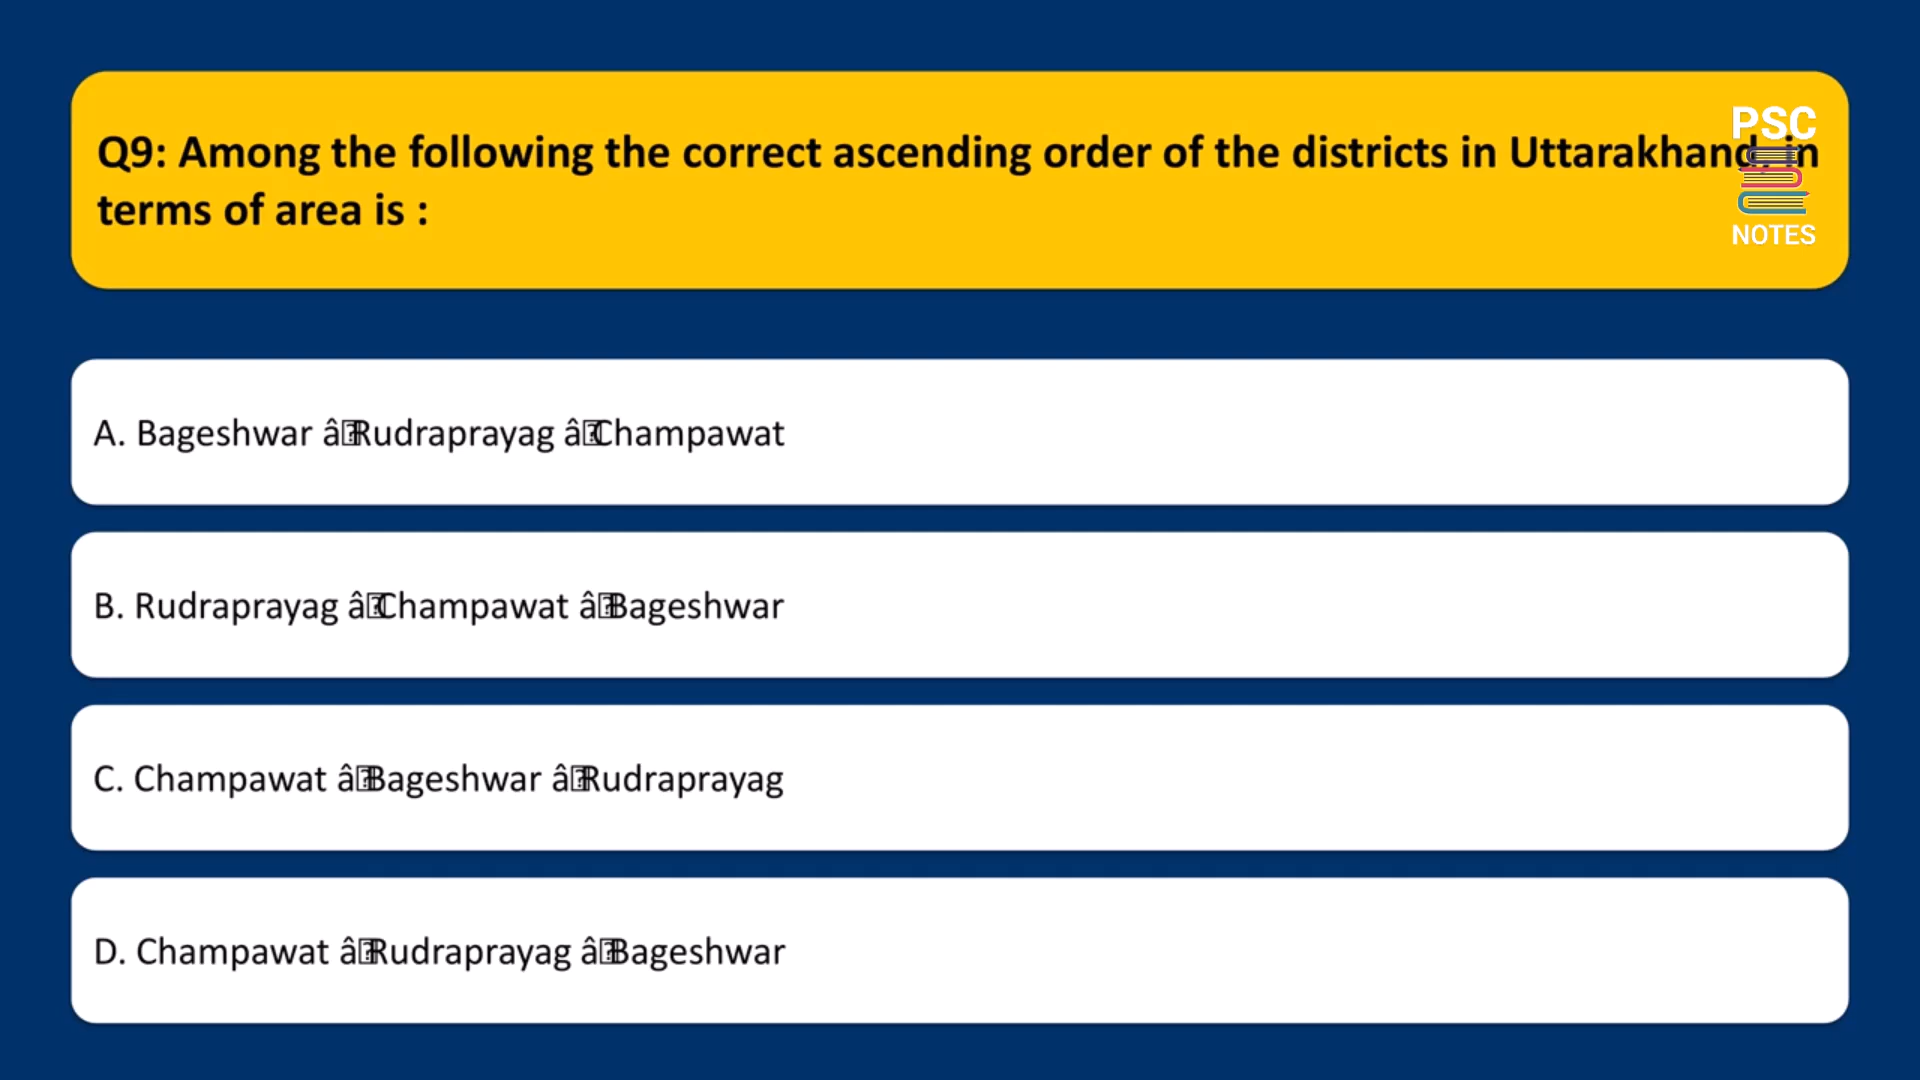 Q9: Among the following the correct ascending order of the districts in Uttarakhand, in
terms of area is :
PSC
NOTES
A. Bageshwar â Rudraprayag â Champawat
B. Rudraprayag â Champawat â Bageshwar
C. Champawat â Bageshwar â Rudraprayag
D. Champawat â Rudraprayag â Bageshwar